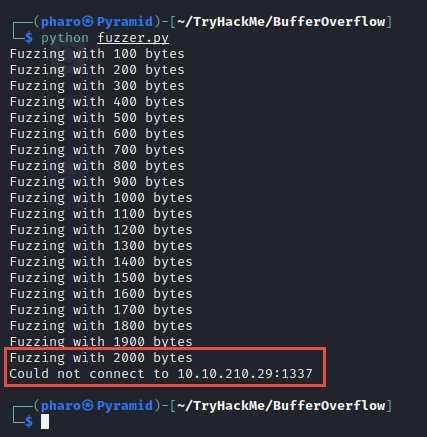 ┌──(pharo㉿Pyramid)-[~/TryHackMe/BufferOverflow]
└─$ python fuzzer.py
Fuzzing with 100 bytes
Fuzzing with 200 bytes
Fuzzing with 300 bytes
Fuzzing with 400 bytes
Fuzzing with 500 bytes
Fuzzing with 600 bytes
Fuzzing with 700 bytes
Fuzzing with 800 bytes
Fuzzing with 900 bytes
Fuzzing with 1000 bytes
Fuzzing with 1100 bytes
Fuzzing with 1200 bytes
Fuzzing with 1300 bytes
Fuzzing with 1400 bytes
Fuzzing with 1500 bytes
Fuzzing with 1600 bytes
Fuzzing with 1700 bytes
Fuzzing with 1800 bytes
Fuzzing with 1900 bytes
Fuzzing with 2000 bytes
Could not connect to 10.10.210.29:1337
┌──(pharo㉿Pyramid)-[~/TryHackMe/BufferOverflow]
└─$